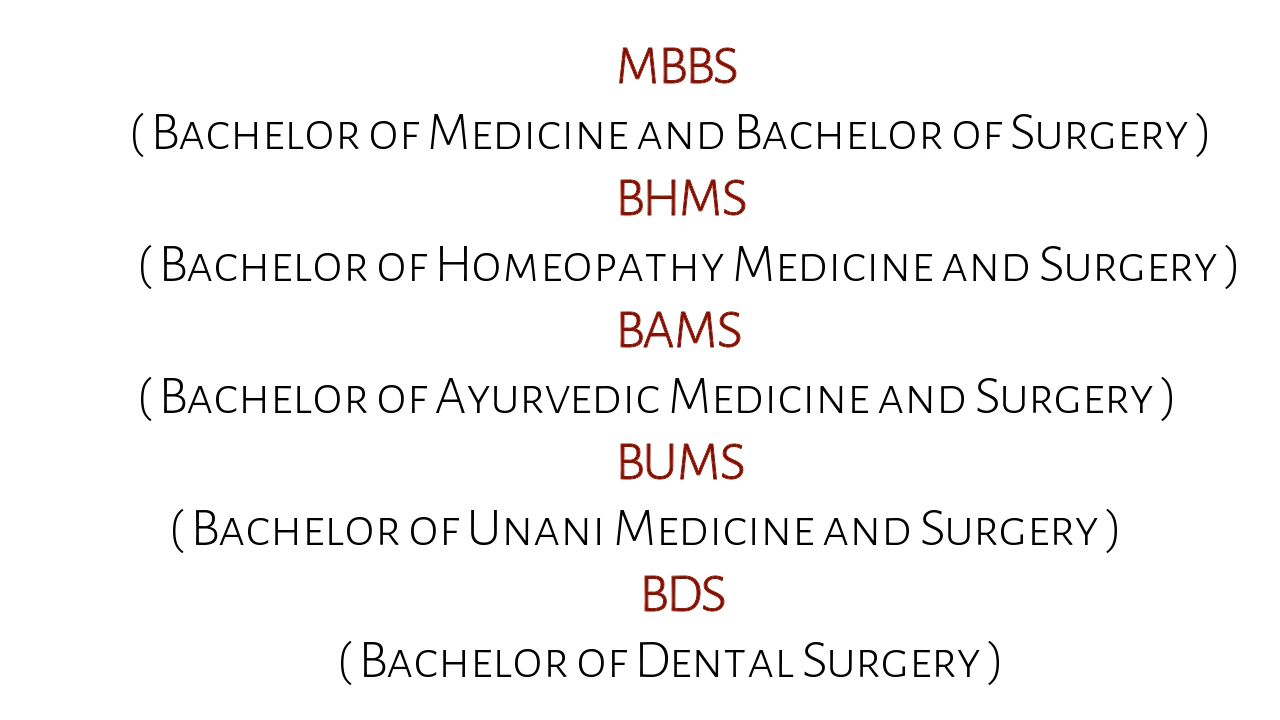 MBBS
( Bachelor of Medicine and Bachelor of Surgery )
BHMS
( Bachelor of Homeopathy Medicine and Surgery )
BAMS
( Bachelor of Ayurvedic Medicine and Surgery )
BUMS
( Bachelor of Unani Medicine and Surgery )
BDS
( Bachelor of Dental Surgery )